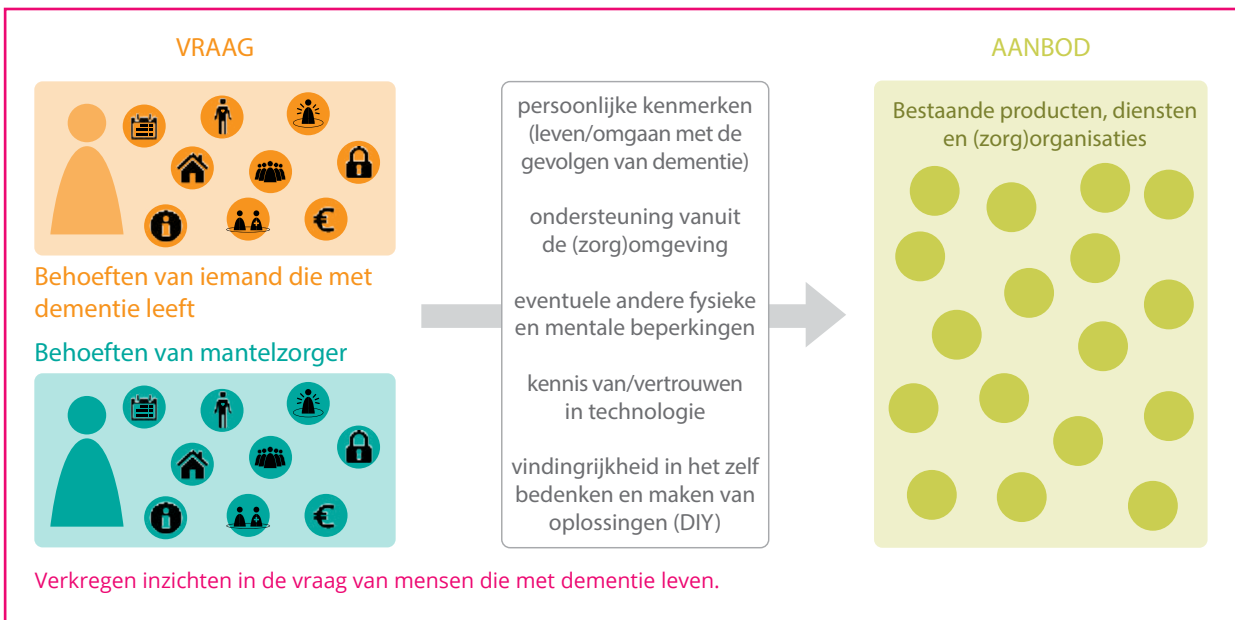 VRAAG
Behoeften van iemand die met
dementie leeft
Behoeften van mantelzorger
persoonlijke kenmerken
(leven/omgaan met de
gevolgen van dementie)
ondersteuning vanuit
de (zorg)omgeving
eventuele andere fysieke
en mentale beperkingen
kennis van/vertrouwen
in technologie
vindingrijkheid in het zelf
bedenken en maken van
oplossingen (DIY)
AANBOD
Bestaande producten, diensten
en (zorg)organisaties
Verkregen inzichten in de vraag van mensen die met dementie leven.